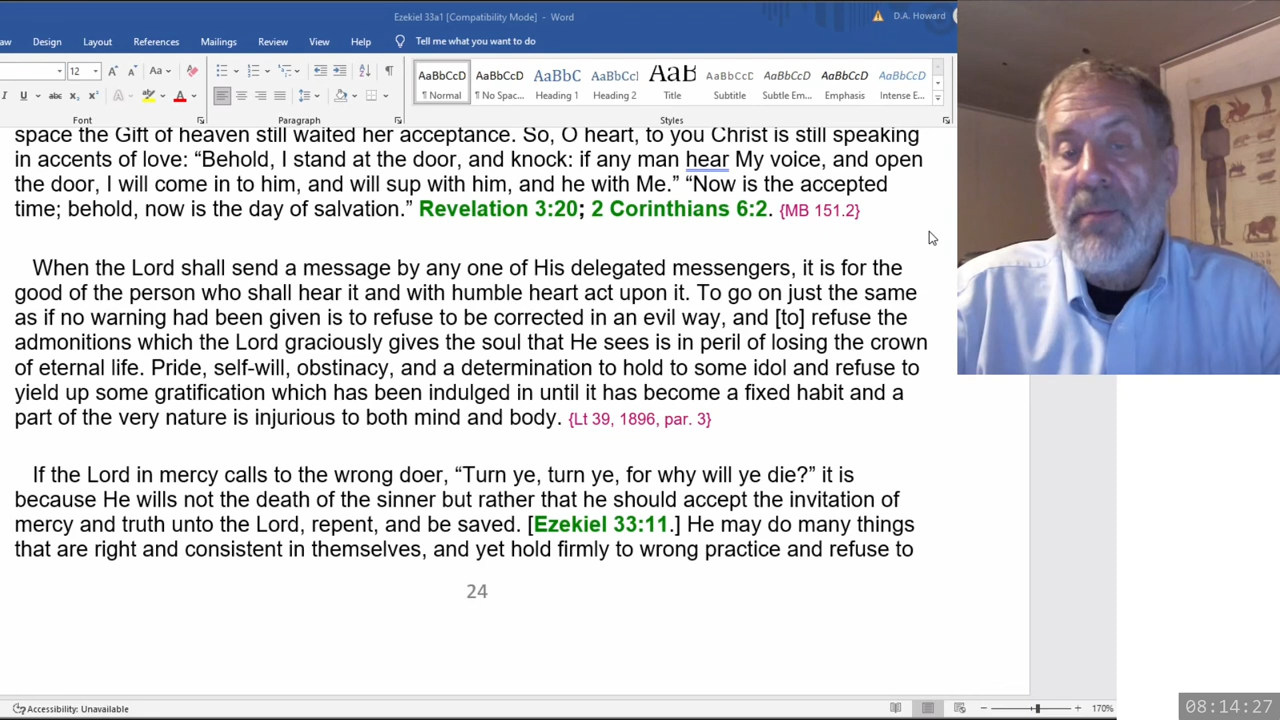 Ezekiel 33a1 [Compatibility Mode] - Word
D.A. Howard
aw Design Layout References Mailings Review View Help Tell me what you want to do
12 Aa
I U abc x₂ x² A A
AaBbCcD AaBbCcD AaBbC AaBbCcI AaB AaBbCcD AaBbCcD AaBbCcD AaBbCcD
¶ Normal ¶ No Spac... Heading 1 Heading 2 Title Subtitle Subtle Em... Emphasis Intense E...
Font Paragraph Styles
space the Gift of heaven still waited her acceptance. So, O heart, to you Christ is still speaking
in accents of love: “Behold, I stand at the door, and knock: if any man hear My voice, and open
the door, I will come in to him, and will sup with him, and he with Me.” “Now is the accepted
time; behold, now is the day of salvation.” Revelation 3:20; 2 Corinthians 6:2. {MB 151.2}
When the Lord shall send a message by any one of His delegated messengers, it is for the
good of the person who shall hear it and with humble heart act upon it. To go on just the same
as if no warning had been given is to refuse to be corrected in an evil way, and [to] refuse the
admonitions which the Lord graciously gives the soul that He sees is in peril of losing the crown
of eternal life. Pride, self-will, obstinacy, and a determination to hold to some idol and refuse to
yield up some gratification which has been indulged in until it has become a fixed habit and a
part of the very nature is injurious to both mind and body. {Lt 39, 1896, par. 3}
If the Lord in mercy calls to the wrong doer, “Turn ye, turn ye, for why will ye die?” it is
because He wills not the death of the sinner but rather that he should accept the invitation of
mercy and truth unto the Lord, repent, and be saved. [Ezekiel 33:11.] He may do many things
that are right and consistent in themselves, and yet hold firmly to wrong practice and refuse to
24
Accessibility: Unavailable
170%
08:14:27